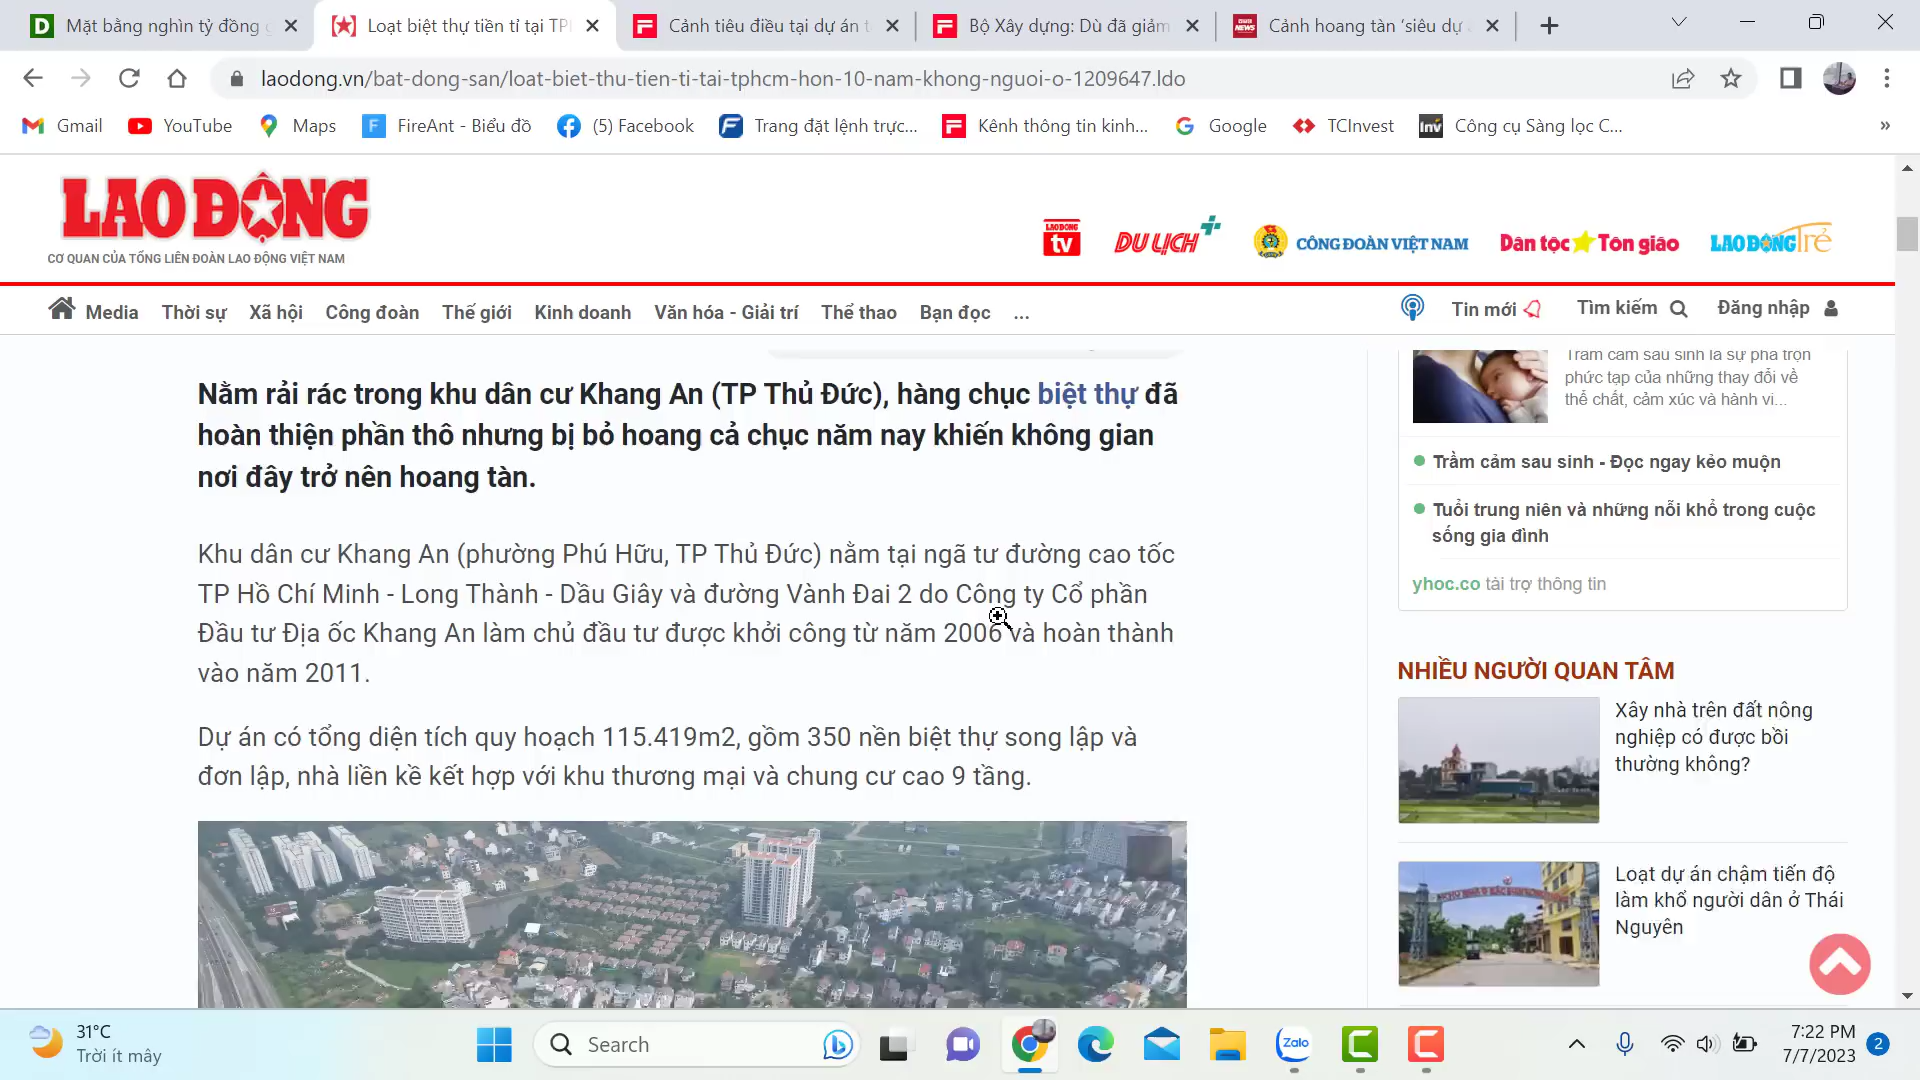 Mặt bằng nghìn tỷ đồng
Loạt biệt thự tiền tỉ tại TP
Cảnh tiêu điều tại dự án
Bộ Xây dựng: Dù đã giảm
Cảnh hoang tàn ‘siêu dự
laodong.vn/bat-dong-san/loat-biet-thu-tien-ti-tai-tphcm-hon-10-nam-khong-nguoi-o-1209647.ldo
Gmail
YouTube
Maps
FireAnt - Biểu đồ
(5) Facebook
Trang đặt lệnh trực...
Kênh thông tin kinh...
Google
TCInvest
Công cụ Sàng lọc C...
»
LAO ĐỘNG
CƠ QUAN CỦA TỔNG LIÊN ĐOÀN LAO ĐỘNG VIỆT NAM
LAO ĐỘNG tv
DU LỊCH+
CÔNG ĐOÀN VIỆT NAM
Dân tộc Tôn giáo
LAO ĐỘNG Trẻ
Media
Thời sự
Xã hội
Công đoàn
Thế giới
Kinh doanh
Văn hóa - Giải trí
Thể thao
Bạn đọc
...
Tin mới
Tìm kiếm
Đăng nhập
Nằm rải rác trong khu dân cư Khang An (TP Thủ Đức), hàng chục biệt thự đã
hoàn thiện phần thô nhưng bị bỏ hoang cả chục năm nay khiến không gian
nơi đây trở nên hoang tàn.
Khu dân cư Khang An (phường Phú Hữu, TP Thủ Đức) nằm tại ngã tư đường cao tốc
TP Hồ Chí Minh - Long Thành - Dầu Giây và đường Vành Đai 2 do Công ty Cổ phần
Đầu tư Địa ốc Khang An làm chủ đầu tư được khởi công từ năm 2006 và hoàn thành
vào năm 2011.
Dự án có tổng diện tích quy hoạch 115.419m2, gồm 350 nền biệt thự song lập và
đơn lập, nhà liền kề kết hợp với khu thương mại và chung cư cao 9 tầng.
Trầm cảm sau sinh là sự pha trộn
phức tạp của những thay đổi về
thể chất, cảm xúc và hành vi...
Trầm cảm sau sinh - Đọc ngay kẻo muộn
Tuổi trung niên và những nỗi khổ trong cuộc
sống gia đình
yhoc.co tài trợ thông tin
NHIỀU NGƯỜI QUAN TÂM
Xây nhà trên đất nông
nghiệp có được bồi
thường không?
Loạt dự án chậm tiến độ
làm khổ người dân ở Thái
Nguyên
31°C
Trời ít mây
Search
Zalo
7:22 PM
7/7/2023
2